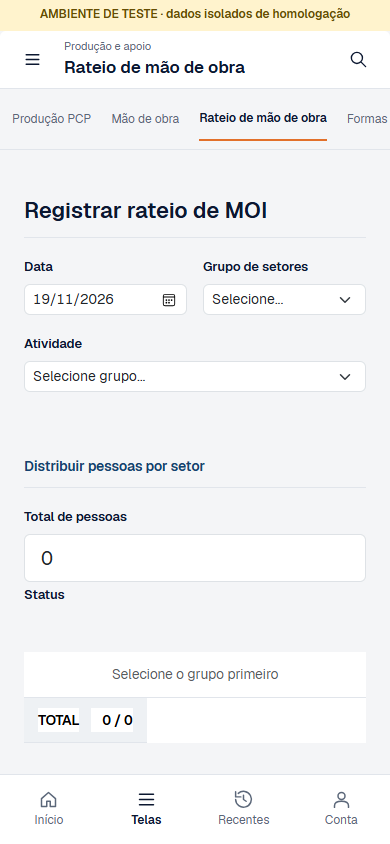 AMBIENTE DE TESTE · dados isolados de homologação
Produção e apoio
Rateio de mão de obra
Produção PCP
Mão de obra
Rateio de mão de obra
Formas
Registrar rateio de MOI
Data
Grupo de setores
19/11/2026
Selecione...
Atividade
Selecione grupo...
Distribuir pessoas por setor
Total de pessoas
0
Status
Selecione o grupo primeiro
TOTAL
0 / 0
Início
Telas
Recentes
Conta